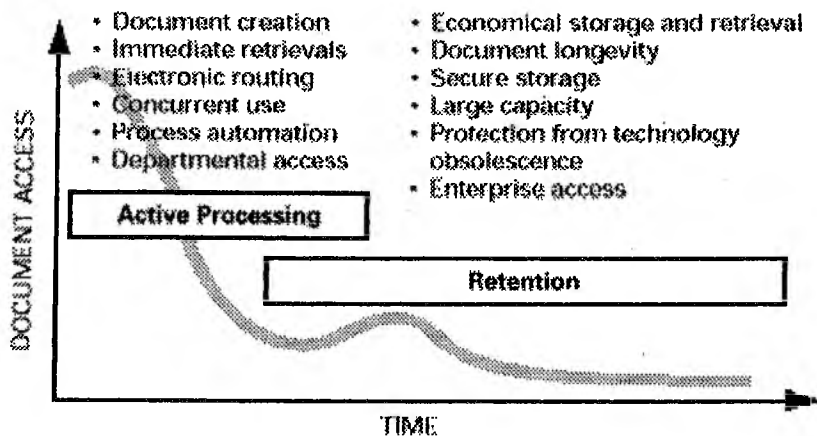 • Document creation
• Immediate retrievals
• Electronic routing
• Concurrent use
• Process automation
• Departmental access
• Economical storage and retrieval
• Document longevity
• Secure storage
• Large capacity
• Protection from technology
obsolescence
• Enterprise access
Active Processing
Retention
DOCUMENT ACCESS
TIME